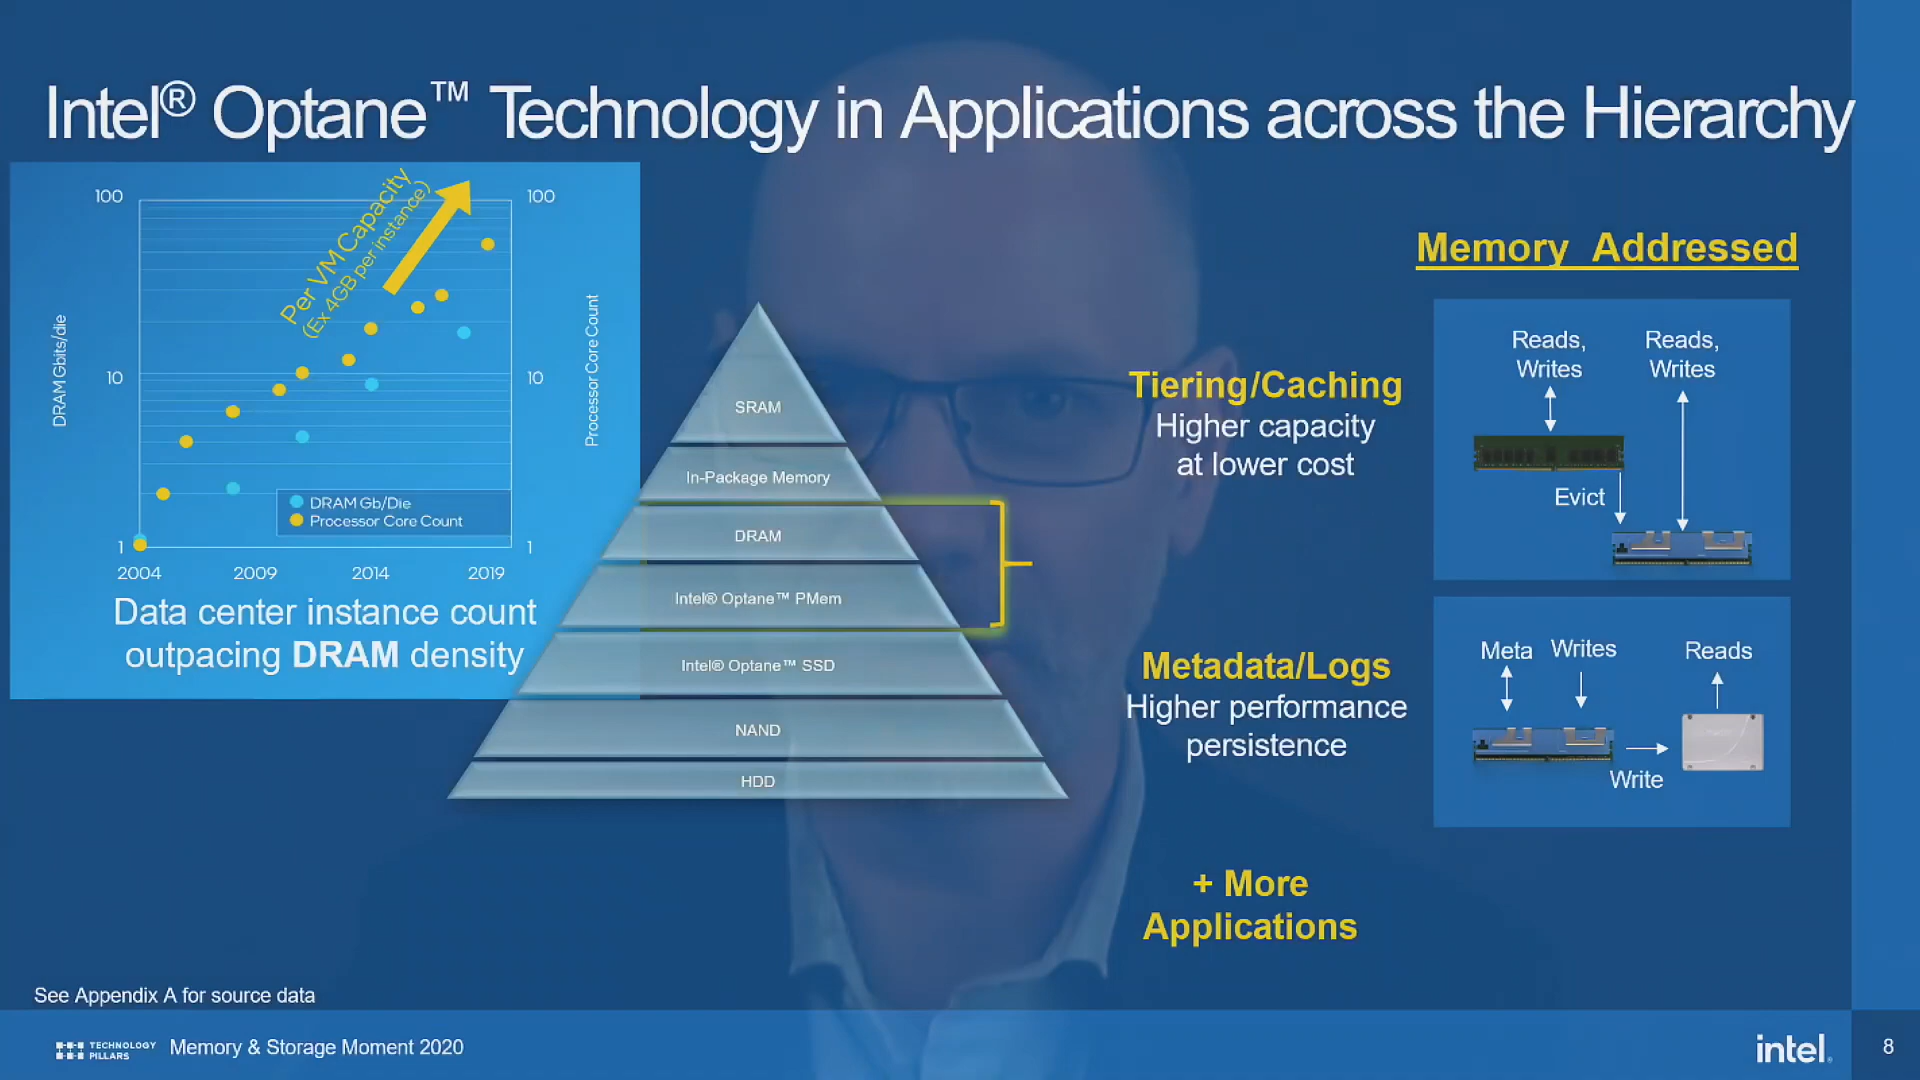 Intel® Optane™ Technology in Applications across the Hierarchy
100
10
1
DRAM Gbits/die
Per VM Capacity
(Ex 4GB per instance)
100
10
1
Processor Core Count
DRAM Gb/Die
Processor Core Count
2004 2009 2014 2019
Data center instance count
outpacing DRAM density
SRAM
In-Package Memory
DRAM
Intel® Optane™ PMem
Intel® Optane™ SSD
NAND
HDD
Tiering/Caching
Higher capacity
at lower cost
Metadata/Logs
Higher performance
persistence
+ More
Applications
Memory Addressed
Reads,
Writes
Reads,
Writes
Evict
Meta Writes Reads
Write
See Appendix A for source data
TECHNOLOGY
PILLARS
Memory & Storage Moment 2020
intel.
8